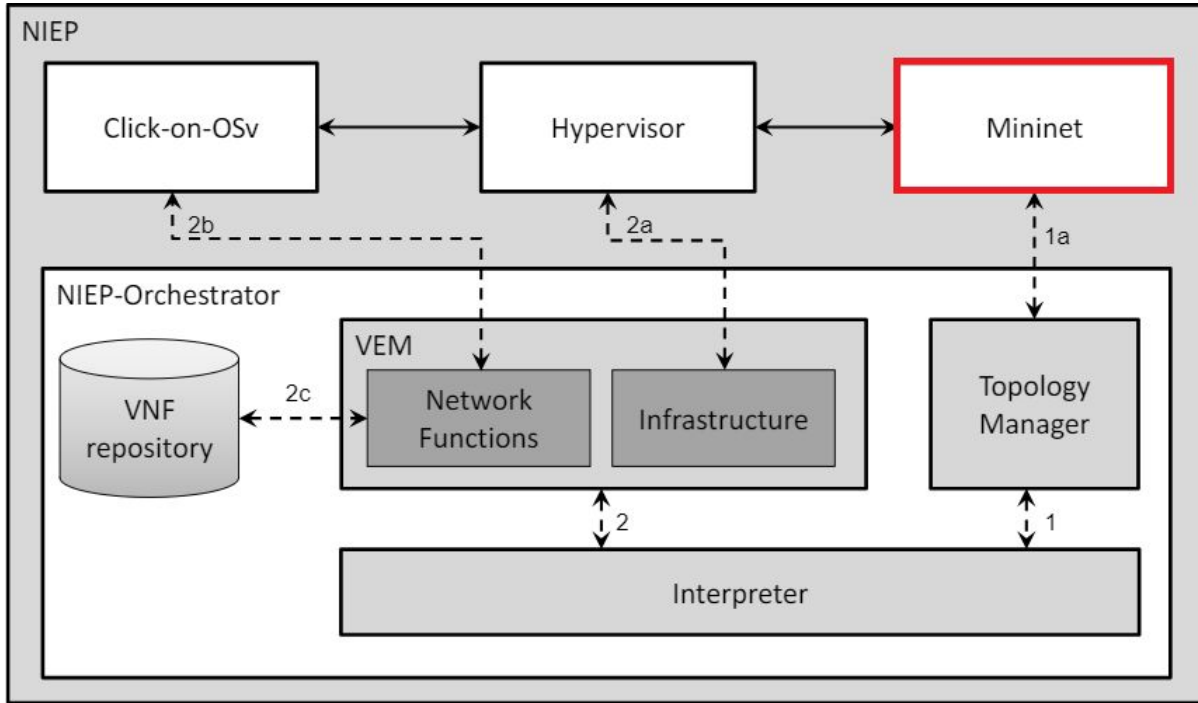 NIEP
Click-on-OSv
Hypervisor
Mininet
2b
2a
1a
NIEP-Orchestrator
VNF
repository
2c
VEM
Network
Functions
Infrastructure
Topology
Manager
2
1
Interpreter